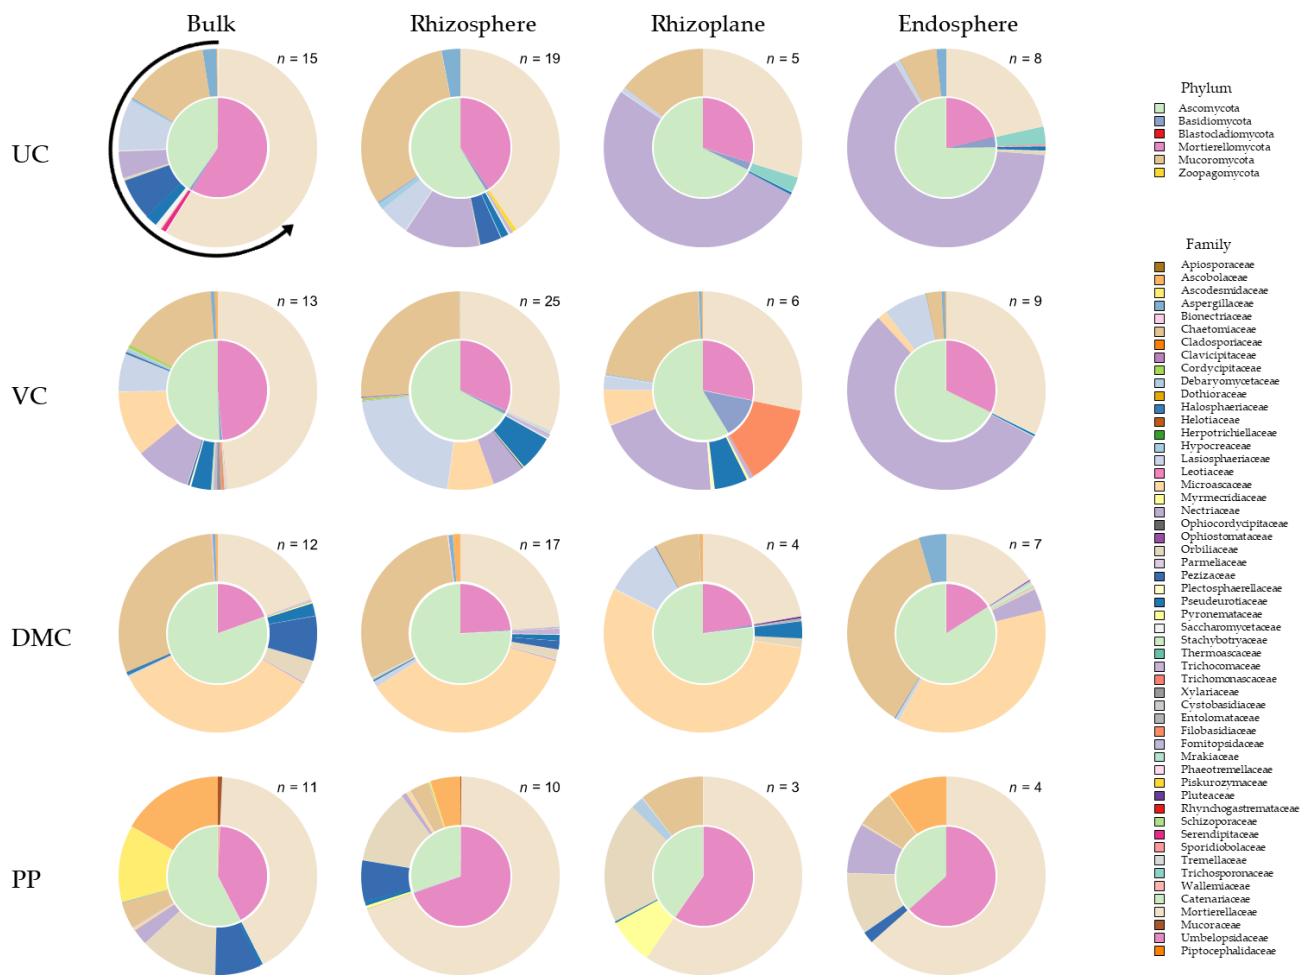 Bulk Rhizosphere Rhizoplane Endosphere
UC
n = 15
n = 19
n = 5
n = 8
VC
n = 13
n = 25
n = 6
n = 9
DMC
n = 12
n = 17
n = 4
n = 7
PP
n = 11
n = 10
n = 3
n = 4
Phylum
Ascomycota
Basidiomycota
Blastocladiomycota
Mortierellomycota
Mucoromycota
Zoopagomycota
Family
Apiosporaceae
Ascobolaceae
Ascodesmidaceae
Aspergillaceae
Bionectriaceae
Chaetomiaceae
Cladosporiaceae
Clavicipitaceae
Cordycipitaceae
Debaryomycetaceae
Dothioraceae
Halosphaeriaceae
Helotiaceae
Herpotrichiellaceae
Hypocreaceae
Lasiosphaeriaceae
Leotiaceae
Microascaceae
Myrmecridiaceae
Nectriaceae
Ophiocordycipitaceae
Ophiostomataceae
Orbiliaceae
Parmeliaceae
Pezizaceae
Plectosphaerellaceae
Pseudeurotiaceae
Pyronemataceae
Saccharomycetaceae
Stachybotryaceae
Thermoascaceae
Trichocomaceae
Trichomonascaceae
Xylariaceae
Cystobasidiaceae
Entolomataceae
Filobasidiaceae
Fomitopsidaceae
Mrakiaceae
Phaeotremellaceae
Piskurozymaceae
Pluteaceae
Rhynchogastremataceae
Schizoporaceae
Serendipitaceae
Sporidiobolaceae
Tremellaceae
Trichosporonaceae
Wallemiaceae
Catenariaceae
Mortierellaceae
Mucoraceae
Umbelopsidaceae
Piptocephalidaceae